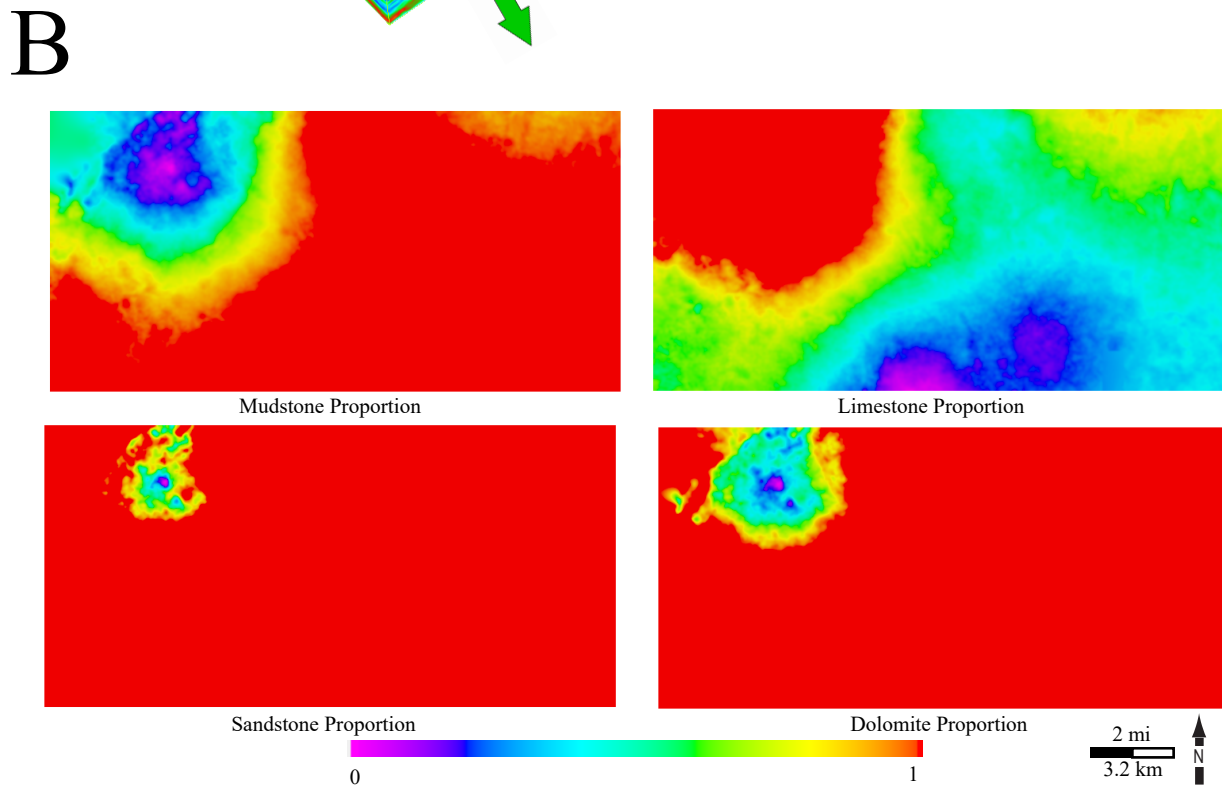 B
Mudstone Proportion
Limestone Proportion
Sandstone Proportion
Dolomite Proportion
0
1
2 mi
3.2 km
N